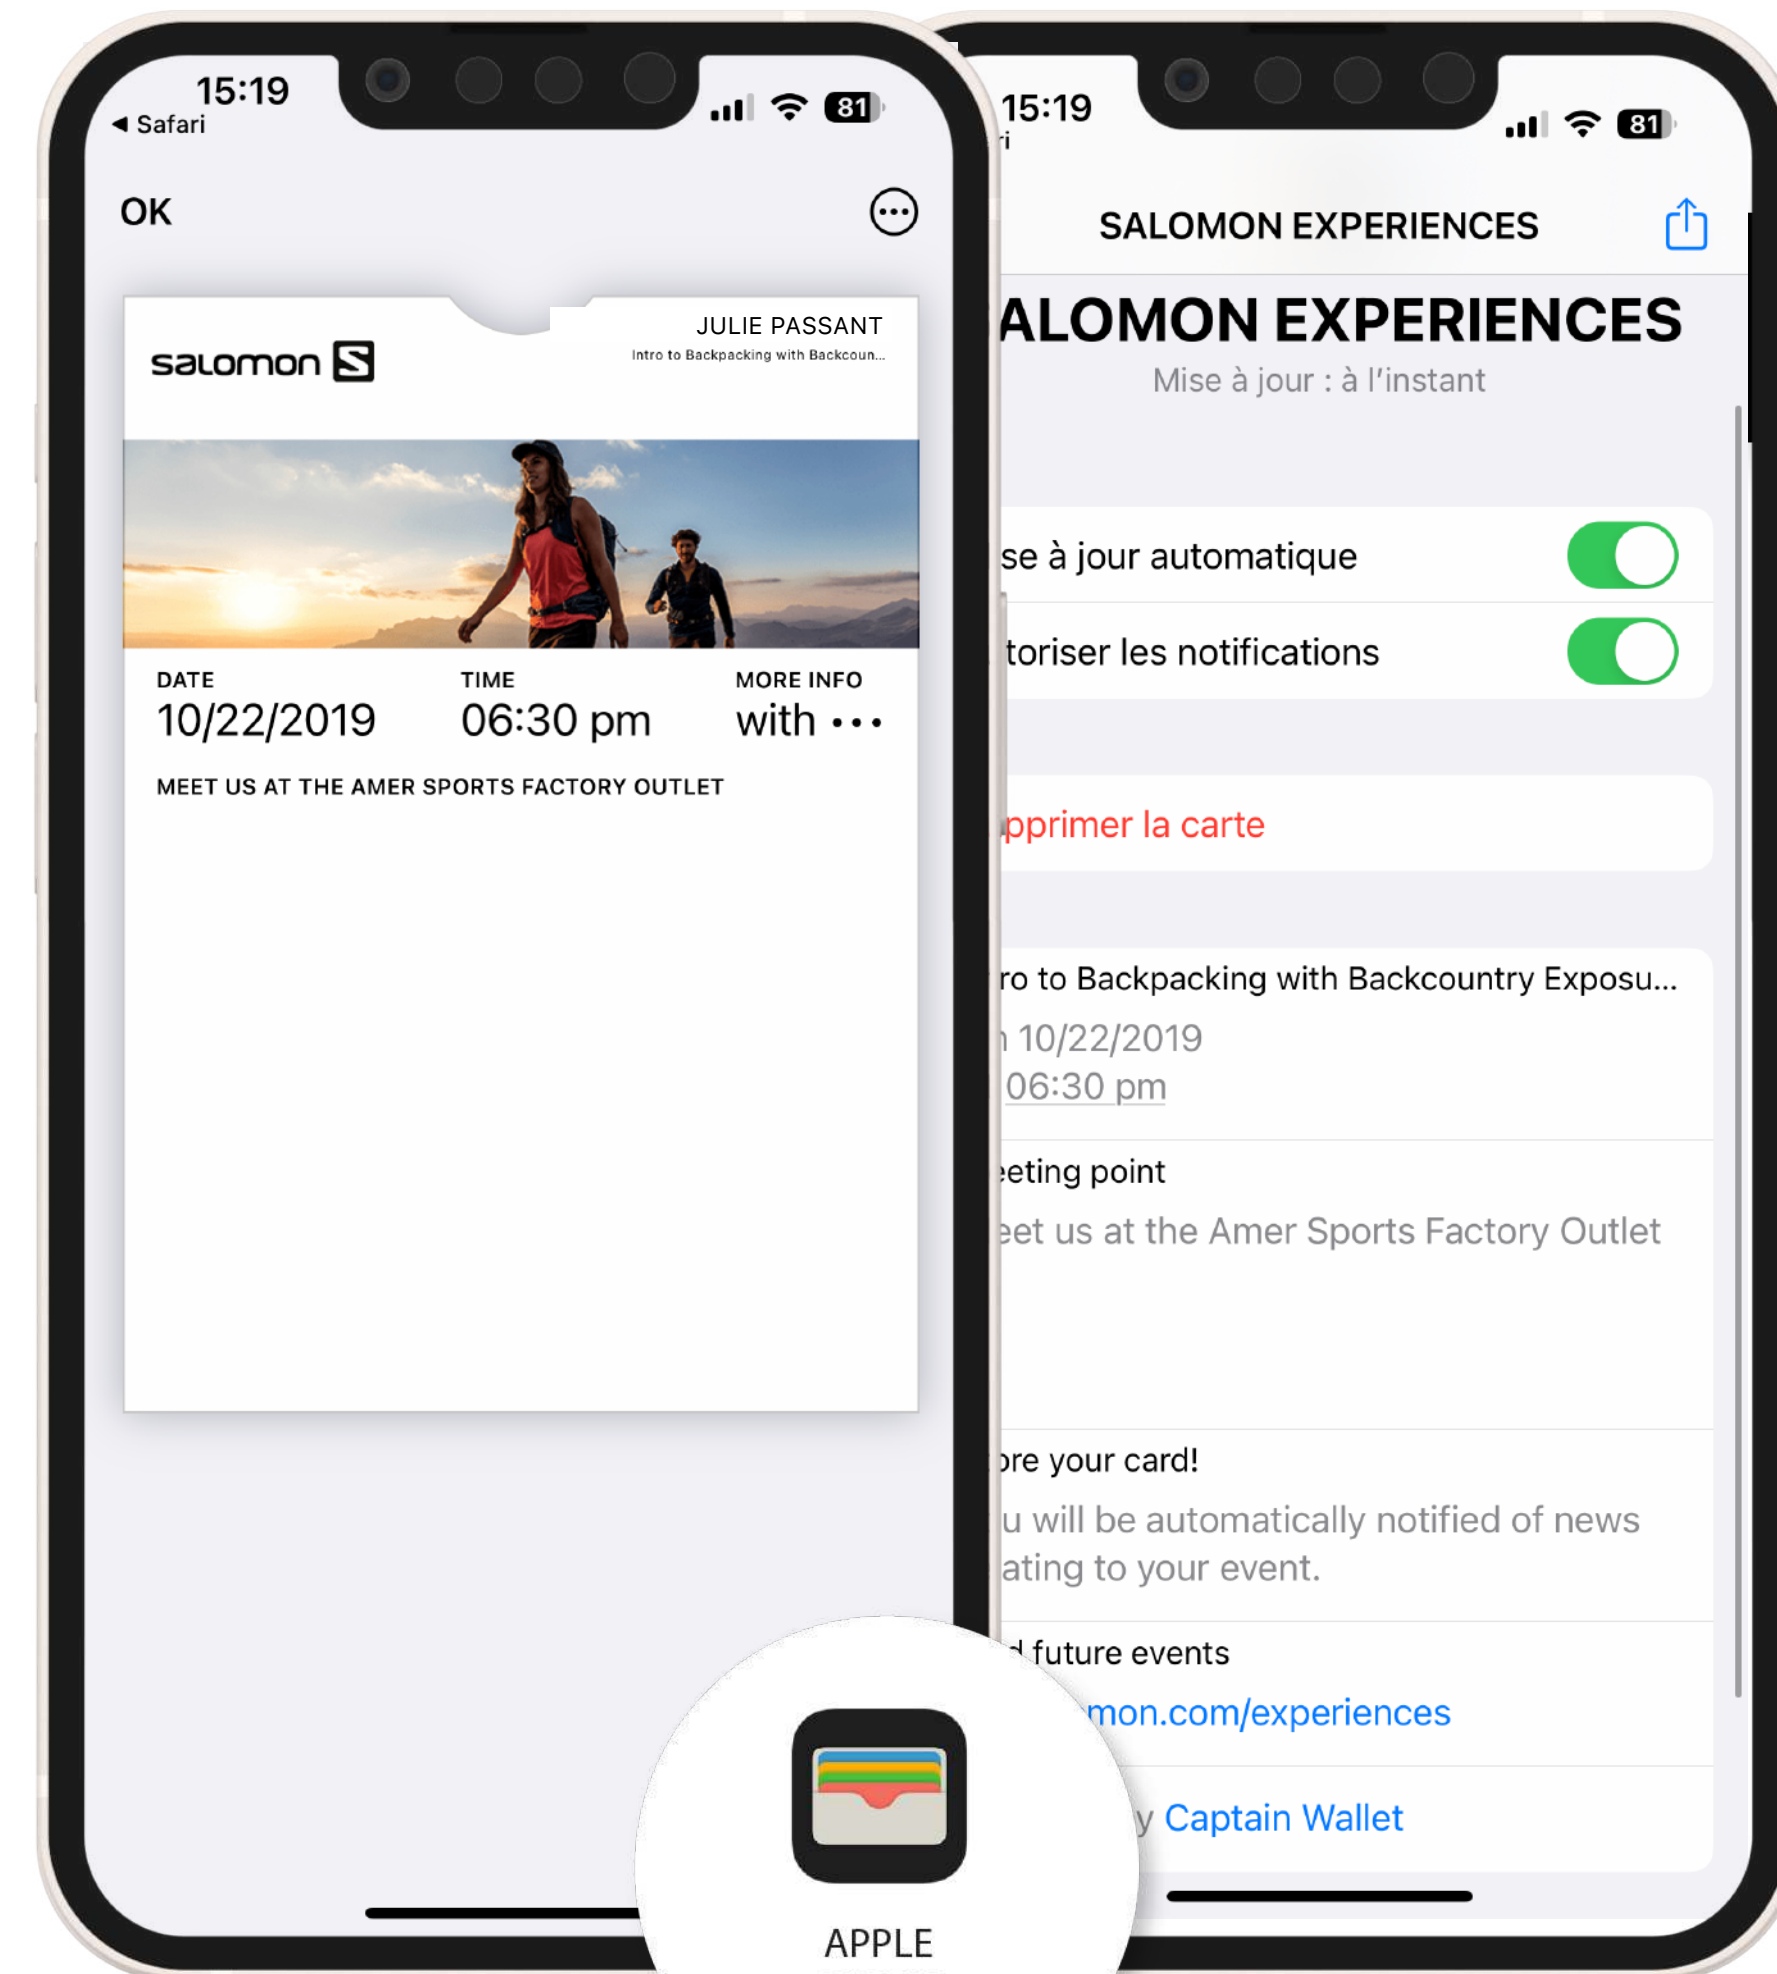 15:19
◀ Safari
81
OK
JULIE PASSANT
salomon S
Intro to Backpacking with Backcoun...
DATE
TIME
MORE INFO
10/22/2019
06:30 pm
with •••
MEET US AT THE AMER SPORTS FACTORY OUTLET
15:19
ri
81
SALOMON EXPERIENCES
ALOMON EXPERIENCES
Mise à jour : à l'instant
se à jour automatique
toriser les notifications
pprimer la carte
ro to Backpacking with Backcountry Exposu...
10/22/2019
06:30 pm
eeting point
eet us at the Amer Sports Factory Outlet
ore your card!
u will be automatically notified of news
ating to your event.
d future events
mon.com/experiences
y Captain Wallet
APPLE